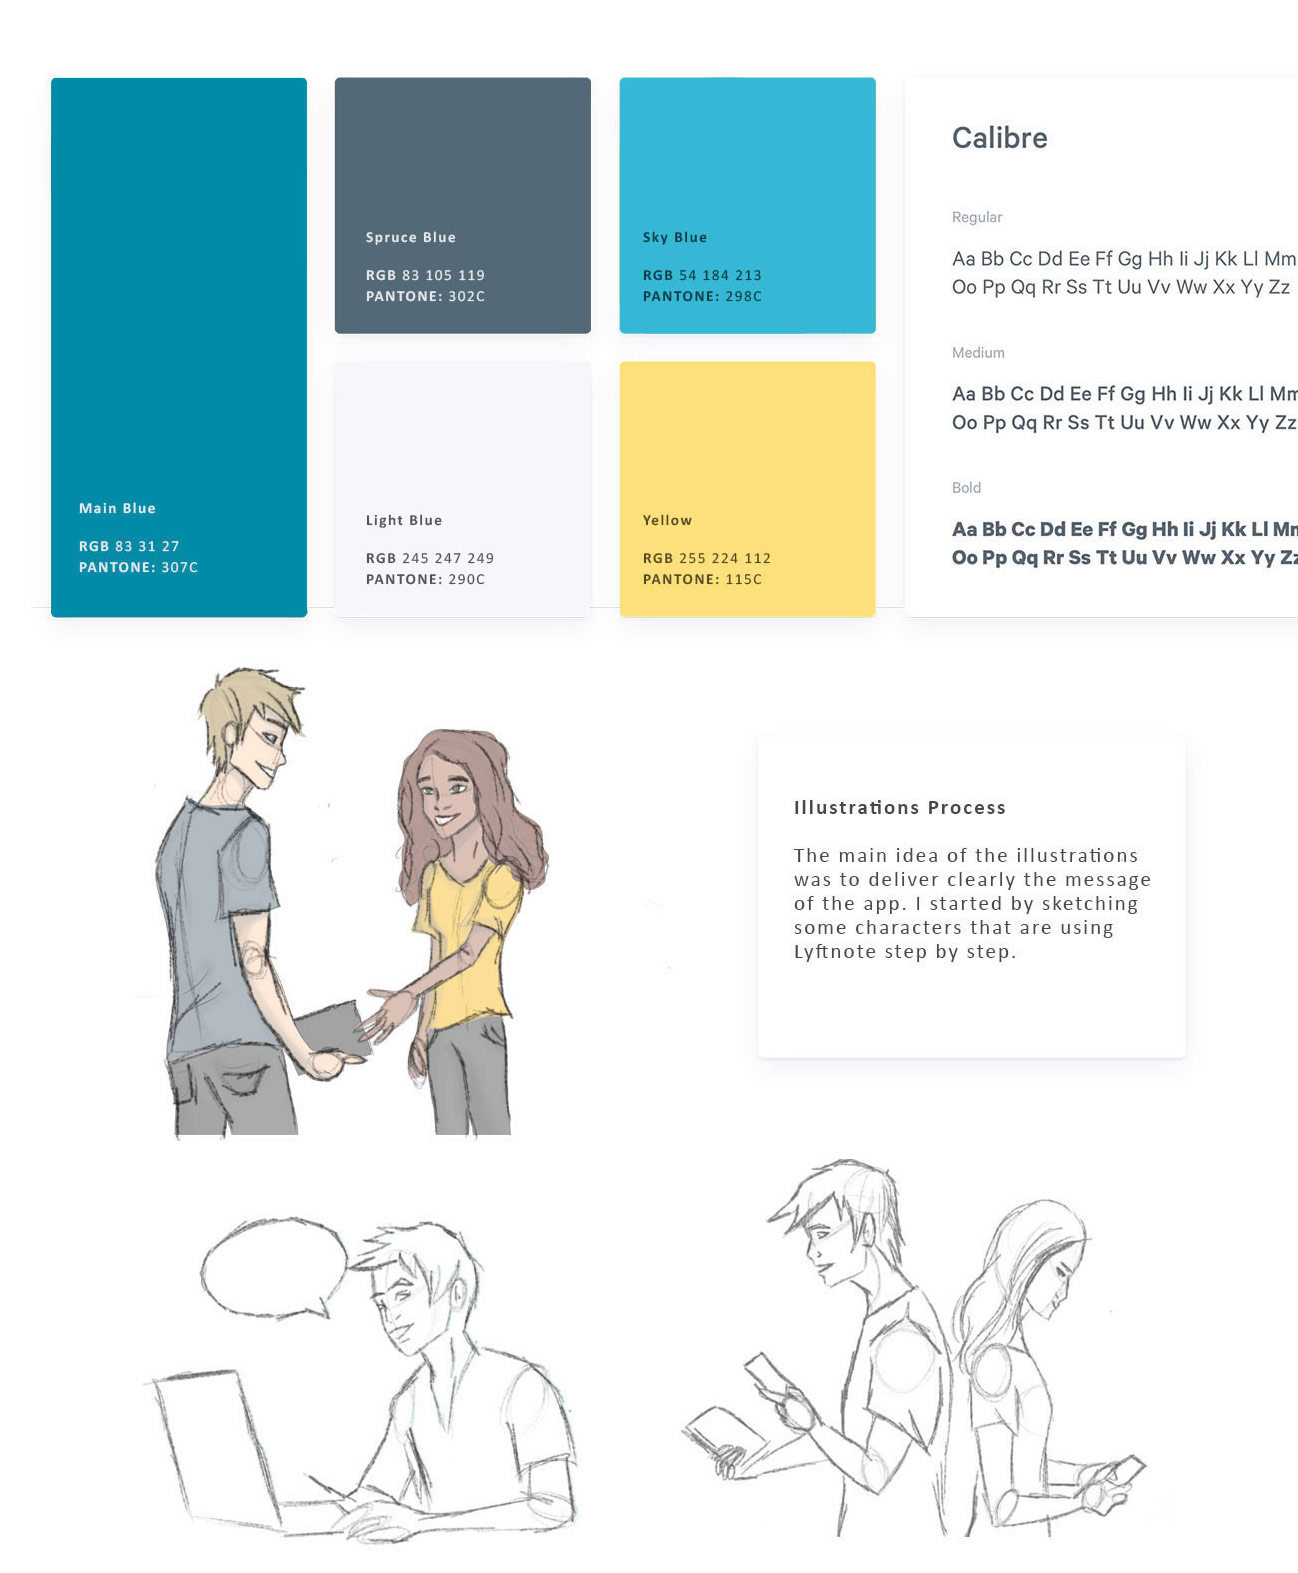 Main Blue
RGB 83 31 27
PANTONE: 307C
Spruce Blue
RGB 83 105 119
PANTONE: 302C
Sky Blue
RGB 54 184 213
PANTONE: 298C
Light Blue
RGB 245 247 249
PANTONE: 290C
Yellow
RGB 255 224 112
PANTONE: 115C
Calibre
Regular
Aa Bb Cc Dd Ee Ff Gg Hh Ii Jj Kk Ll Mm
Oo Pp Qq Rr Ss Tt Uu Vv Ww Xx Yy Zz
Medium
Aa Bb Cc Dd Ee Ff Gg Hh Ii Jj Kk Ll Mm
Oo Pp Qq Rr Ss Tt Uu Vv Ww Xx Yy Zz
Bold
Aa Bb Cc Dd Ee Ff Gg Hh Ii Jj Kk Ll Mm
Oo Pp Qq Rr Ss Tt Uu Vv Ww Xx Yy Zz
Illustrations Process
The main idea of the illustrations
was to deliver clearly the message
of the app. I started by sketching
some characters that are using
Lyftnote step by step.